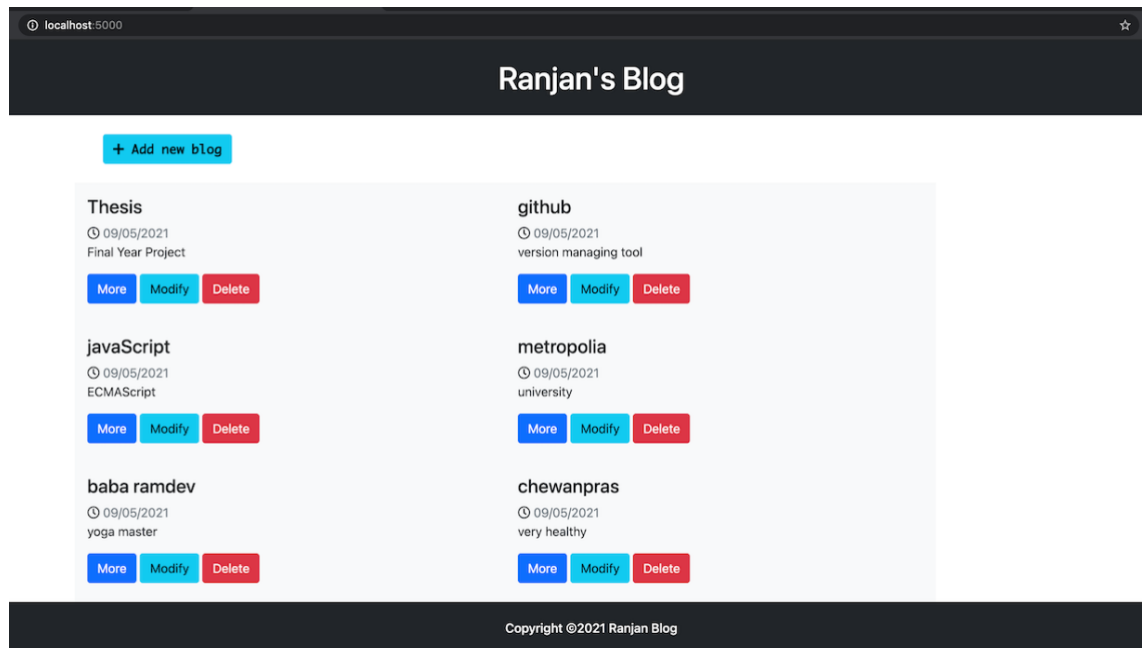 localhost:5000
Ranjan's Blog
+ Add new blog
Thesis
09/05/2021
Final Year Project
More Modify Delete
github
09/05/2021
version managing tool
More Modify Delete
javaScript
09/05/2021
ECMAScript
More Modify Delete
metropolia
09/05/2021
university
More Modify Delete
baba ramdev
09/05/2021
yoga master
More Modify Delete
chewanpras
09/05/2021
very healthy
More Modify Delete
Copyright ©2021 Ranjan Blog